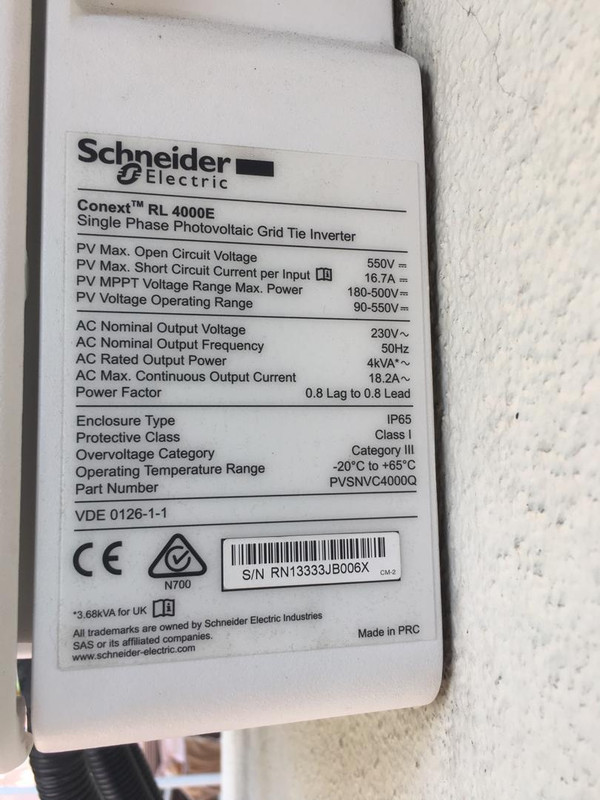 Schneider
Electric
Conext™ RL 4000E
Single Phase Photovoltaic Grid Tie Inverter
PV Max. Open Circuit Voltage 550V ⎓
PV Max. Short Circuit Current per Input 16.7A ⎓
PV MPPT Voltage Range Max. Power 180-500V⎓
PV Voltage Operating Range 90-550V⎓
AC Nominal Output Voltage 230V~
AC Nominal Output Frequency 50Hz
AC Rated Output Power 4kVA*~
AC Max. Continuous Output Current 18.2A~
Power Factor 0.8 Lag to 0.8 Lead
Enclosure Type IP65
Protective Class Class I
Overvoltage Category Category III
Operating Temperature Range -20°C to +65°C
Part Number PVSNVC4000Q
VDE 0126-1-1
CE
N700
S/N RN13333JB006X CM-2
*3.68kVA for UK
All trademarks are owned by Schneider Electric Industries
SAS or its affiliated companies.
www.schneider-electric.com
Made in PRC